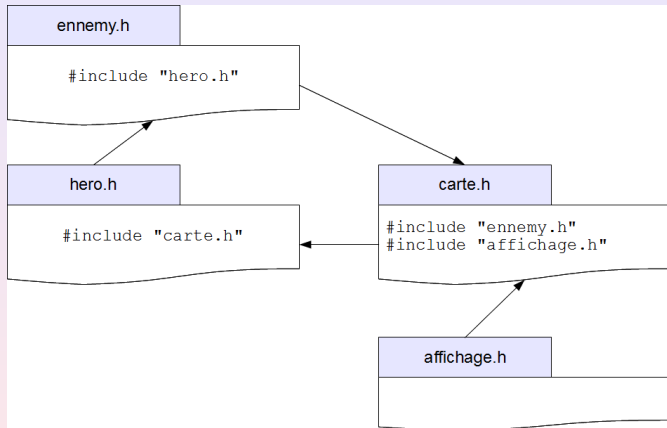 ennemy.h
#include "hero.h"
hero.h
#include "carte.h"
carte.h
#include "ennemy.h"
#include "affichage.h"
affichage.h